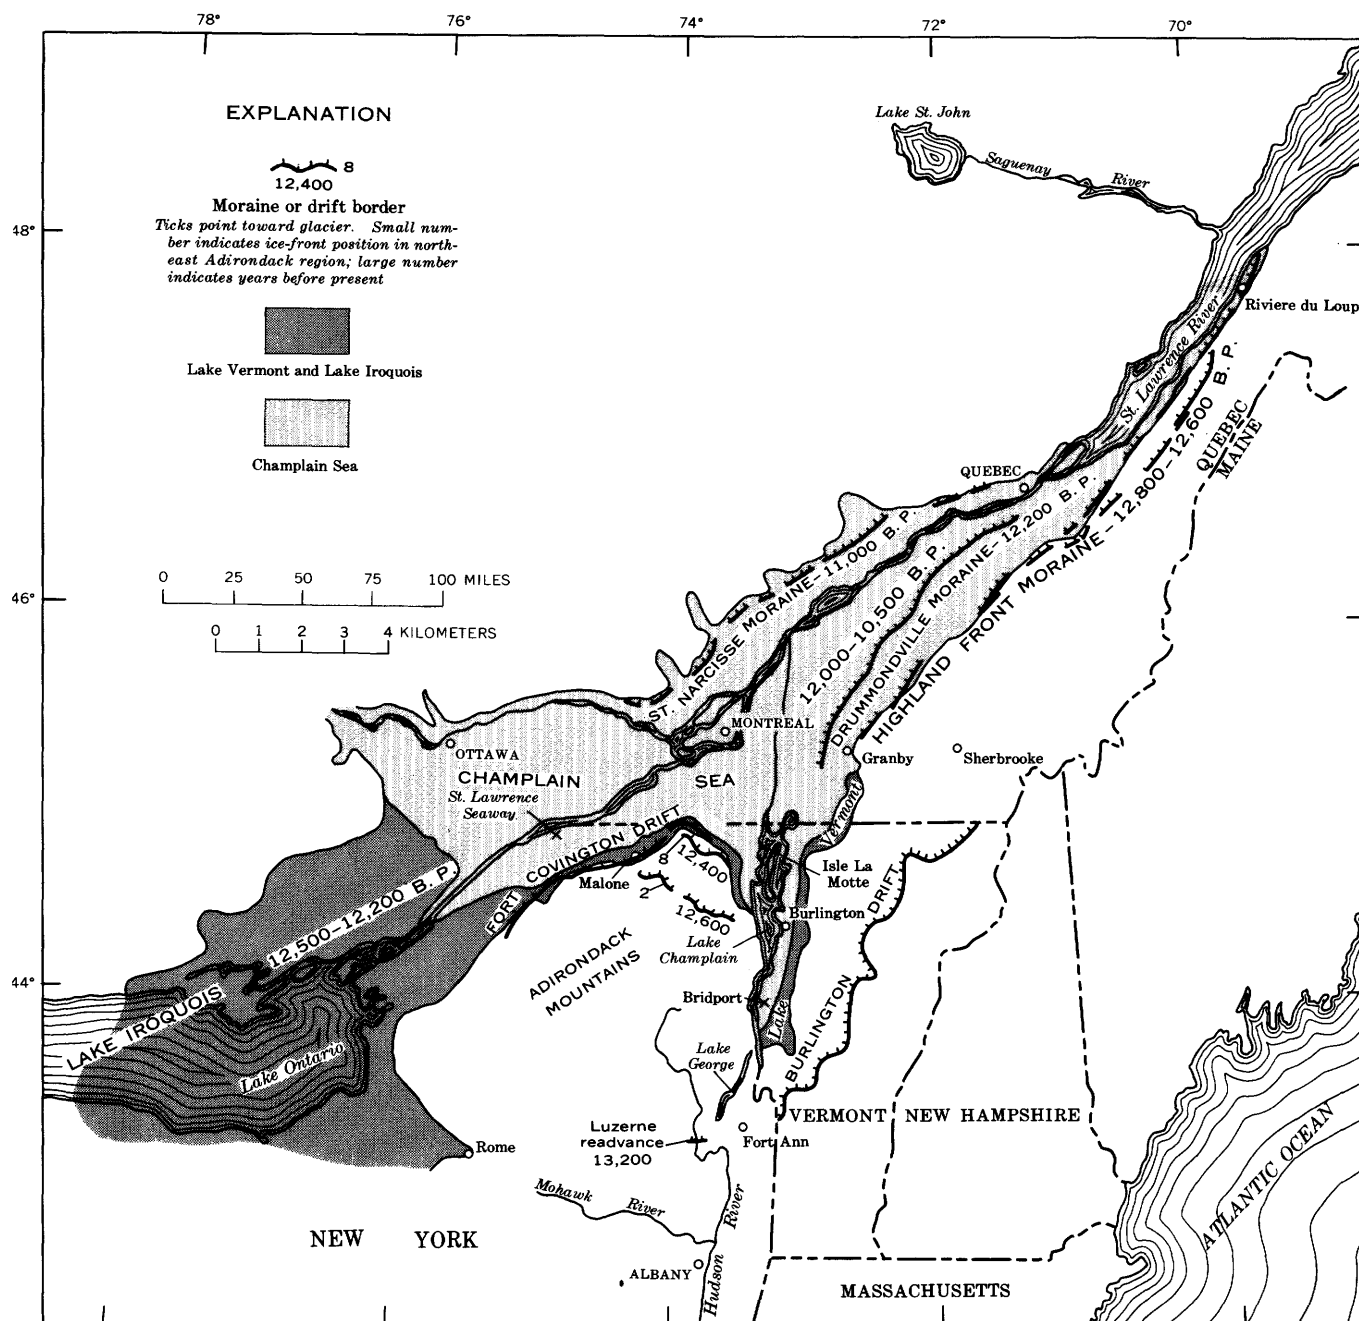 78°
76°
74°
72°
70°
EXPLANATION
8
12,400
Moraine or drift border
Ticks point toward glacier. Small num-
ber indicates ice-front position in north-
east Adirondack region; large number
indicates years before present
Lake Vermont and Lake Iroquois
Champlain Sea
Lake St. John
Saguenay River
48°
Riviere du Loup
St. Lawrence River
QUEBEC
MAINE
QUEBEC
HIGHLAND FRONT MORAINE-12,800-12,600 B. P.
DRUMMONDVILLE MORAINE-12,200 B. P.
12,000-10,500 B. P.
ST. NARCISSE MORAINE-11,000 B. P.
46°
0 25 50 75 100 MILES
0 1 2 3 4 KILOMETERS
MONTREAL
OTTAWA
Granby
Sherbrooke
CHAMPLAIN SEA
St. Lawrence
Seaway
FORT COVINGTON DRIFT
Malone
8
12,400
2
12,600
Vermont
Isle La
Motte
Burlington
Lake
Champlain
12,500-12,200 B. P.
ADIRONDACK
MOUNTAINS
BURLINGTON DRIFT
44°
Bridport
Lake
LAKE IROQUOIS
Lake Ontario
Lake
George
VERMONT
NEW HAMPSHIRE
Luzerne
readvance
13,200
Fort Ann
Rome
Mohawk River
Hudson River
NEW YORK
ALBANY
MASSACHUSETTS
ATLANTIC OCEAN